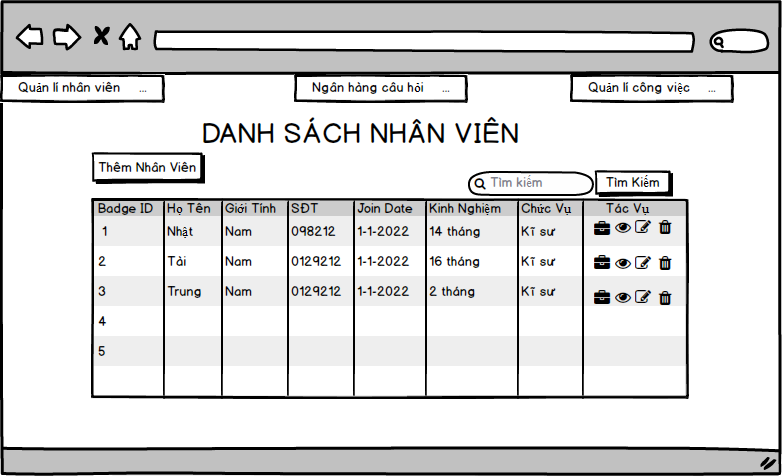 Quản lí nhân viên ... Ngân hàng câu hỏi ... Quản lí công việc ...
DANH SÁCH NHÂN VIÊN
Thêm Nhân Viên
Tìm kiếm Tìm Kiếm
Badge ID Họ Tên Giới Tính SĐT Join Date Kinh Nghiệm Chức Vụ Tác Vụ
1 Nhật Nam 098212 1-1-2022 14 tháng Kĩ sư
2 Tài Nam 0129212 1-1-2022 16 tháng Kĩ sư
3 Trung Nam 0129212 1-1-2022 2 tháng Kĩ sư
4
5